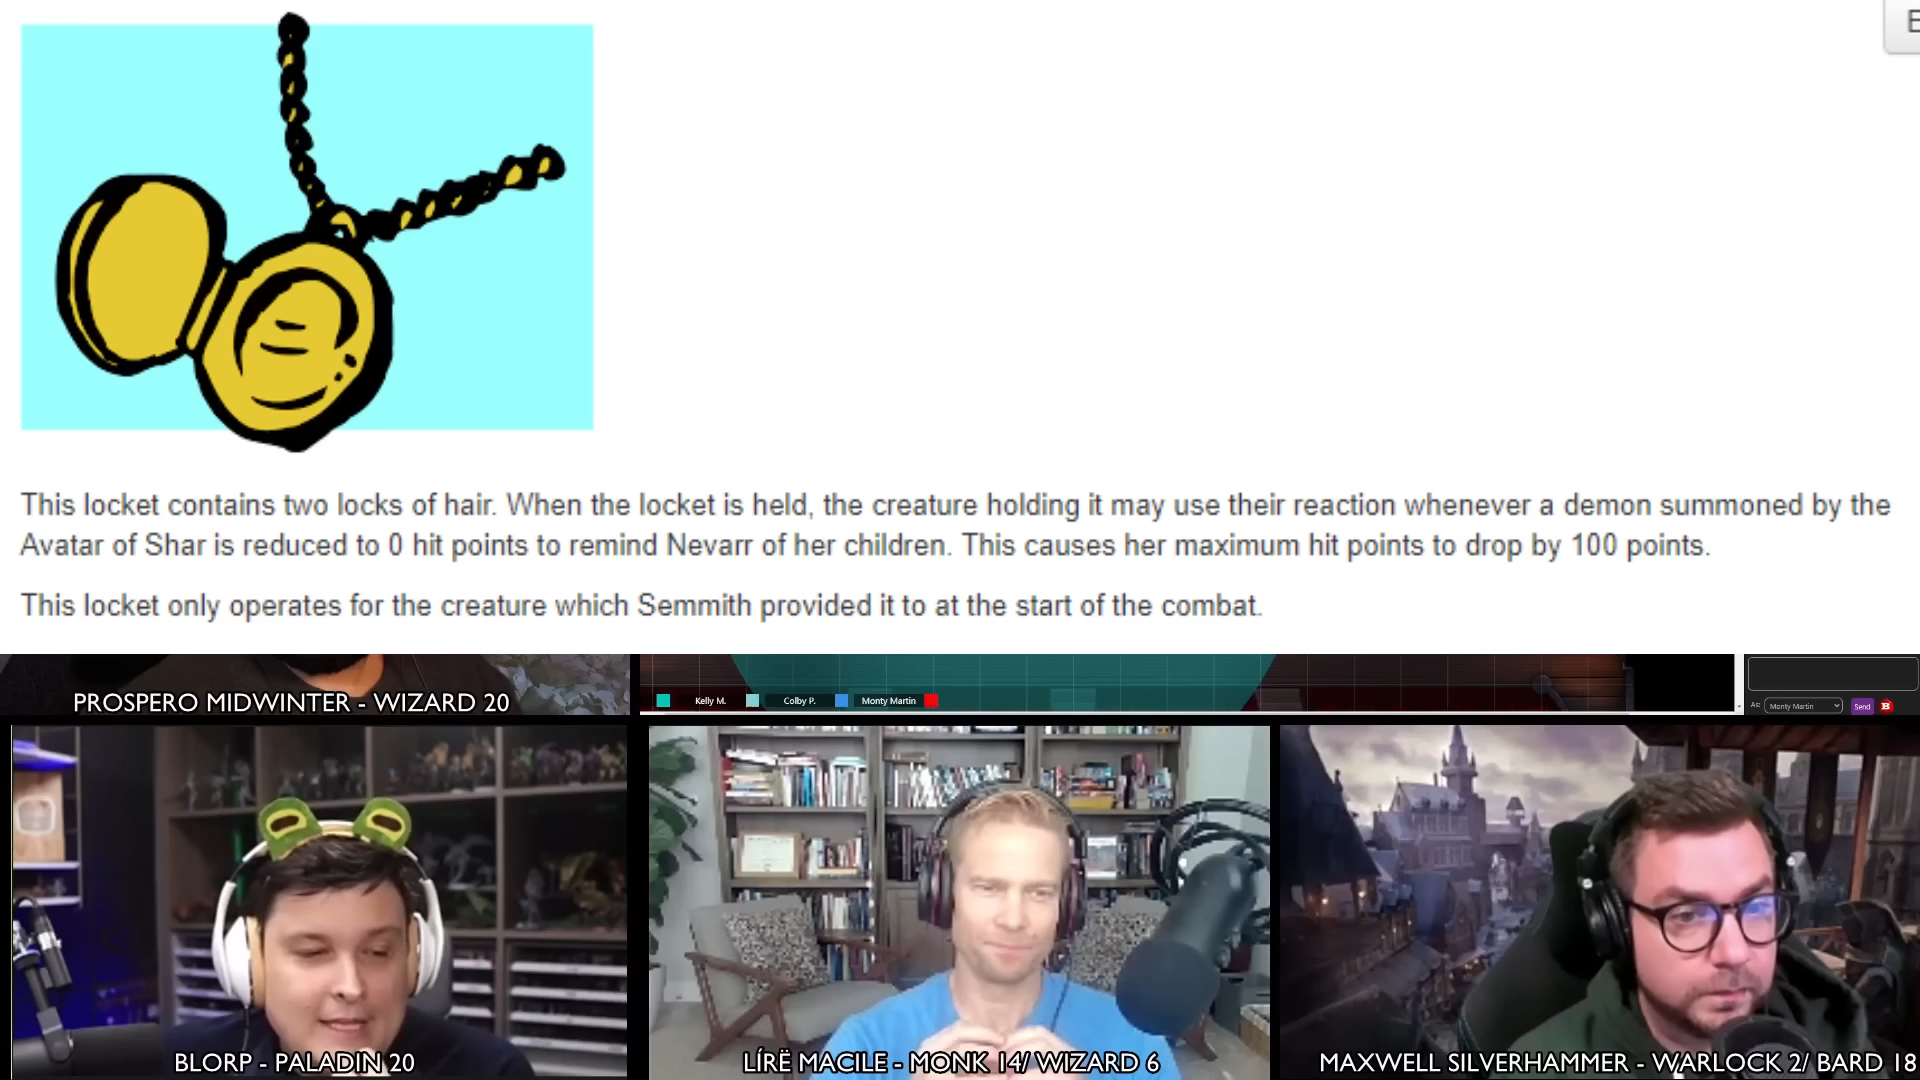 E
This locket contains two locks of hair. When the locket is held, the creature holding it may use their reaction whenever a demon summoned by the
Avatar of Shar is reduced to 0 hit points to remind Nevarr of her children. This causes her maximum hit points to drop by 100 points.
This locket only operates for the creature which Semmith provided it to at the start of the combat.
PROSPERO MIDWINTER - WIZARD 20
Kelly M. Colby P. Monty Martin
As: Monty Martin Send B
BLORP - PALADIN 20
LÍRË MACILE - MONK 14/ WIZARD 6
MAXWELL SILVERHAMMER - WARLOCK 2/ BARD 18